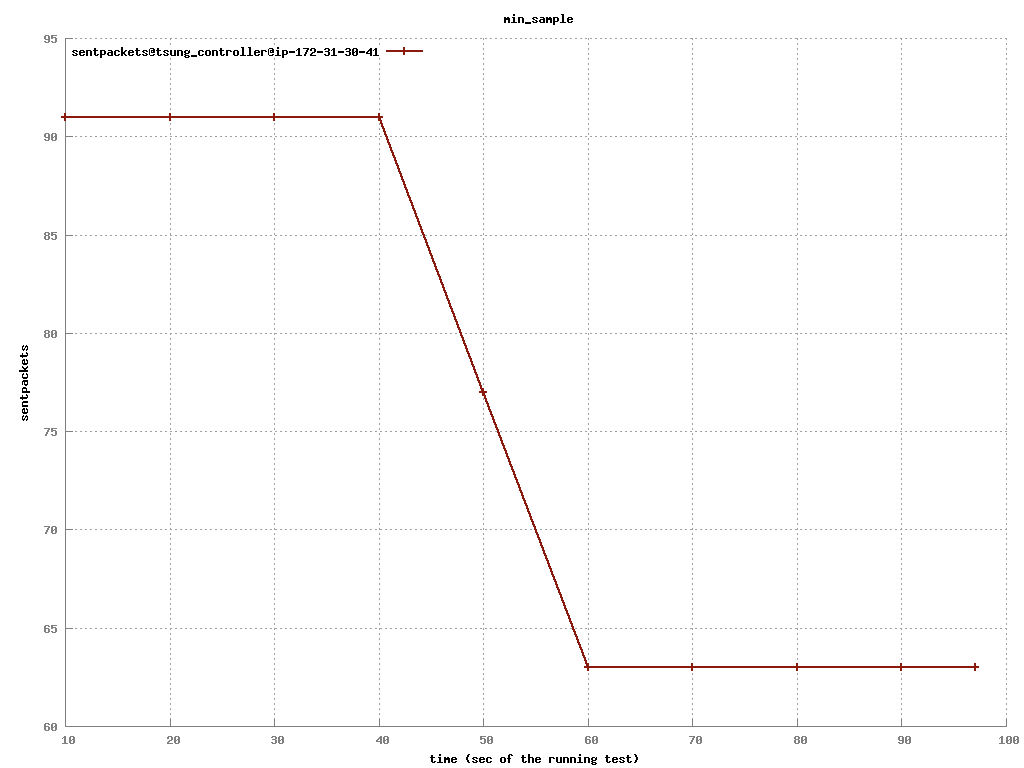 min_sample
95
sentpackets@tsung_controller@ip-172-31-30-41
90
85
80
sentpackets
75
70
65
60
10 20 30 40 50 60 70 80 90 100
time (sec of the running test)